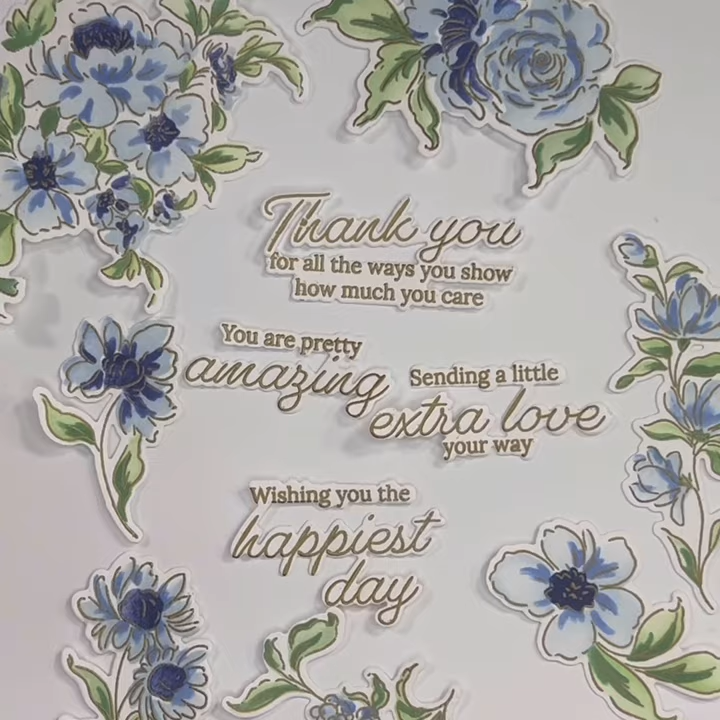 Thank you
for all the ways you show
how much you care
You are pretty
amazing
Sending a little
extra love
your way
Wishing you the
happiest
day